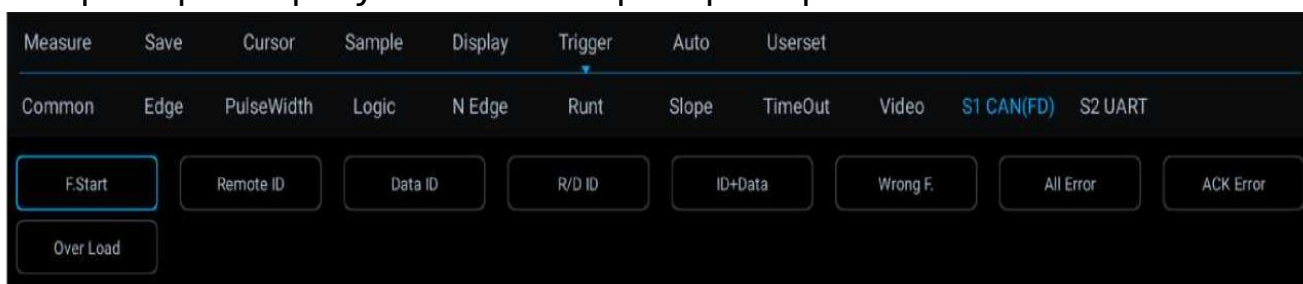 Measure Save Cursor Sample Display Trigger Auto Userset
Common Edge PulseWidth Logic N Edge Runt Slope TimeOut Video S1 CAN(FD) S2 UART
F.Start Remote ID Data ID R/D ID ID+Data Wrong F. All Error ACK Error
Over Load